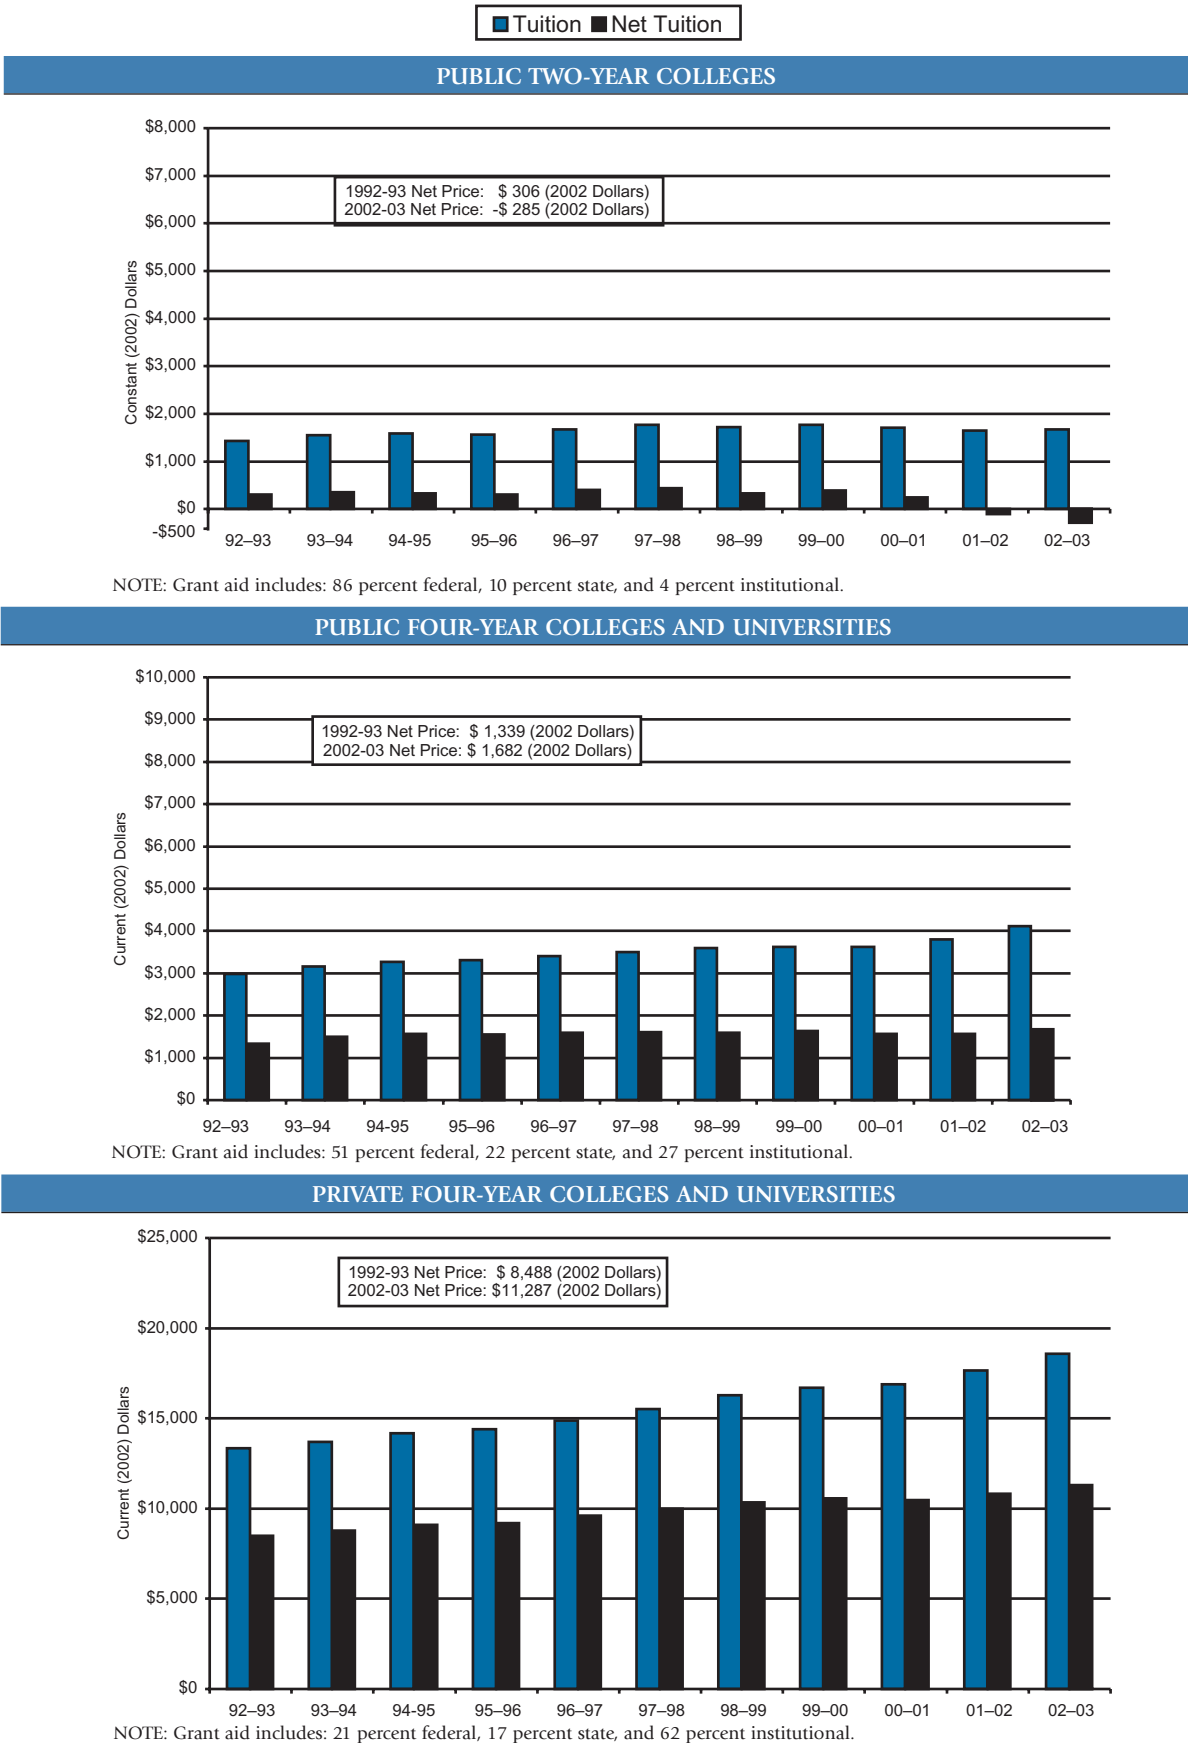 Tuition Net Tuition
PUBLIC TWO-YEAR COLLEGES
$8,000
$7,000
1992-93 Net Price: $ 306 (2002 Dollars)
2002-03 Net Price: -$ 285 (2002 Dollars)
$6,000
$5,000
$4,000
$3,000
$2,000
$1,000
$0
-$500
Constant (2002) Dollars
92–93 93–94 94-95 95–96 96–97 97–98 98–99 99–00 00–01 01–02 02–03
NOTE: Grant aid includes: 86 percent federal, 10 percent state, and 4 percent institutional.
PUBLIC FOUR-YEAR COLLEGES AND UNIVERSITIES
$10,000
$9,000
1992-93 Net Price: $ 1,339 (2002 Dollars)
2002-03 Net Price: $ 1,682 (2002 Dollars)
$8,000
$7,000
$6,000
$5,000
$4,000
$3,000
$2,000
$1,000
$0
Current (2002) Dollars
92–93 93–94 94-95 95–96 96–97 97–98 98–99 99–00 00–01 01–02 02–03
NOTE: Grant aid includes: 51 percent federal, 22 percent state, and 27 percent institutional.
PRIVATE FOUR-YEAR COLLEGES AND UNIVERSITIES
$25,000
1992-93 Net Price: $ 8,488 (2002 Dollars)
2002-03 Net Price: $11,287 (2002 Dollars)
$20,000
$15,000
$10,000
$5,000
$0
Current (2002) Dollars
92–93 93–94 94-95 95–96 96–97 97–98 98–99 99–00 00–01 01–02 02–03
NOTE: Grant aid includes: 21 percent federal, 17 percent state, and 62 percent institutional.